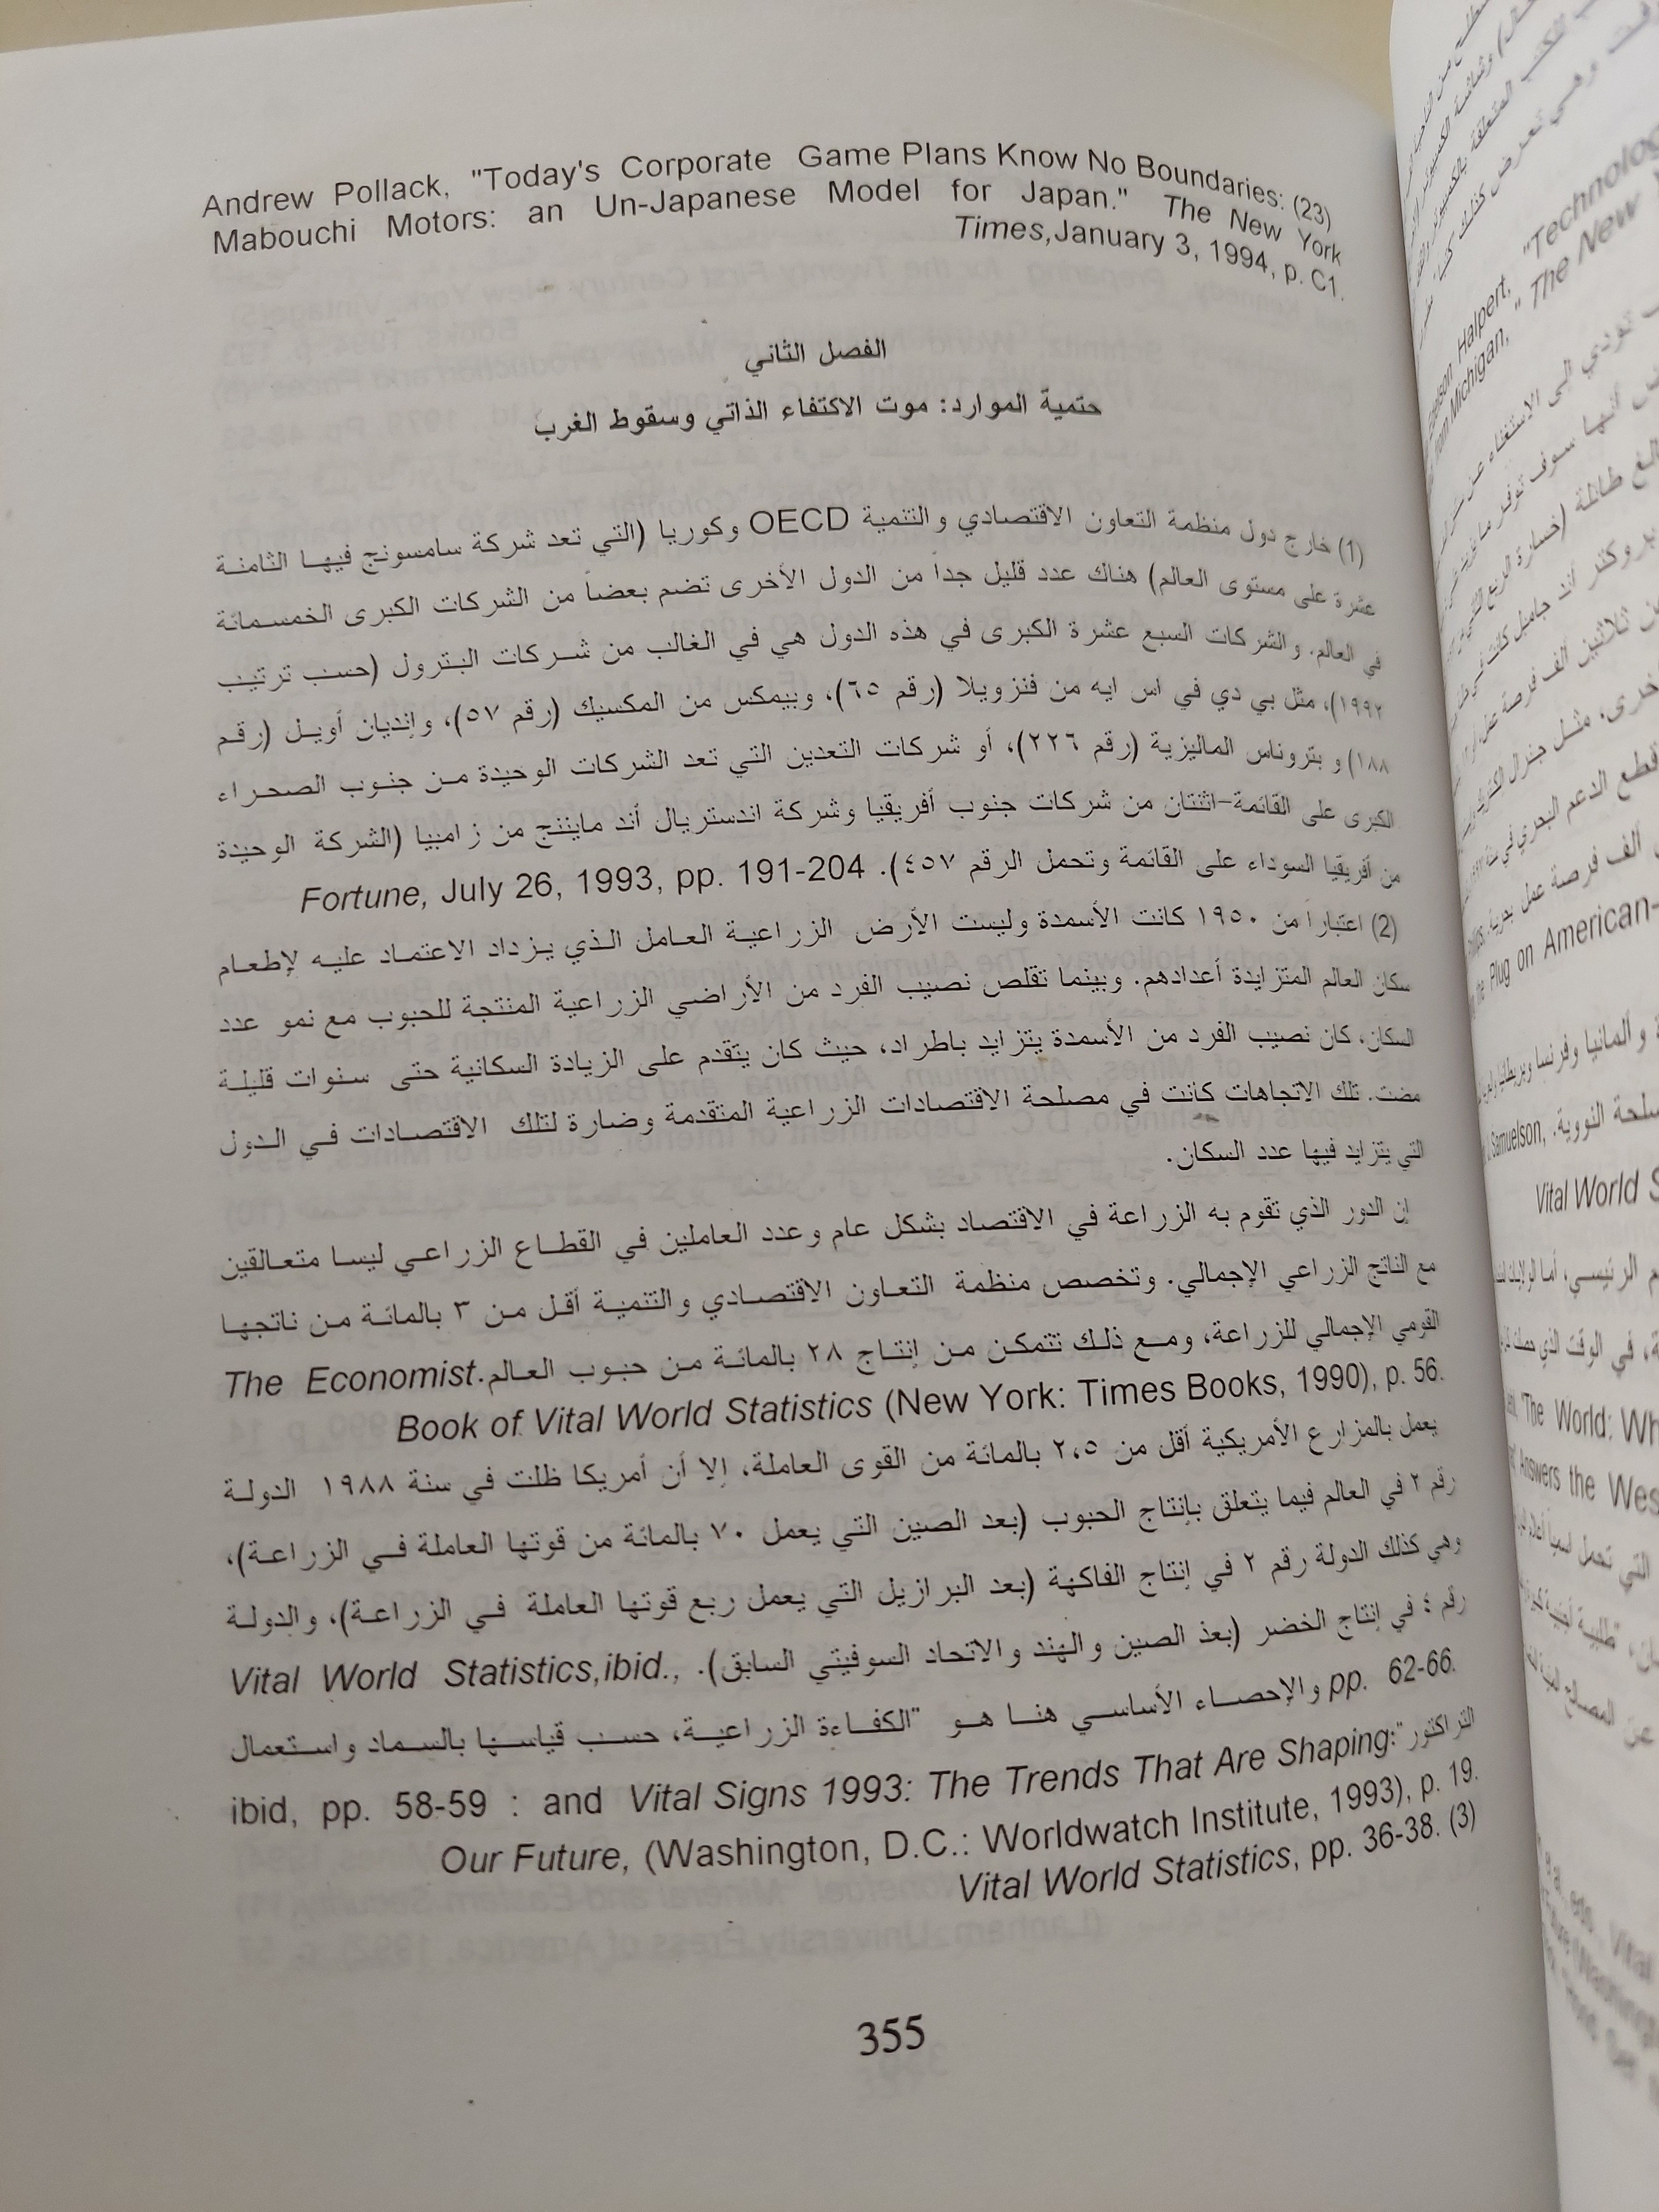 Andrew Pollack, "Today's Corporate Game Plans Know No Boundaries: (23)
Mabouchi Motors: an Un-Japanese Model for Japan." The New York
Times,January 3, 1994, p. C1.
الفصل الثاني
حتمية الموارد: موت الاكتفاء الذاتي وسقوط الغرب
(1) خارج دول منظمة التعاون الاقتصادي والتنمية OECD وكوريا (التي تعد شركة سامسونج فيها الثامنة
عشرة على مستوى العالم) هناك عدد قليل جداً من الدول الأخرى تضم بعضاً من الشركات الكبرى الخمسمائة
في العالم. والشركات السبع عشرة الكبرى في هذه الدول هي في الغالب من شركات البترول (حسب ترتيب
١٩٩٢)، مثل بي دي في اس ايه من فنزويلا (رقم ٦٥)، وبيمكس من المكسيك (رقم ٥٧)، وإنديان أويل (رقم
١٨٨) و بتروناس الماليزية (رقم ٢٢٦)، أو شركات التعدين التي تعد الشركات الوحيدة من جنوب الصحراء
الكبرى على القائمة-اثنتان من شركات جنوب أفريقيا وشركة اندستريال أند مايننج من زامبيا (الشركة الوحيدة
من أفريقيا السوداء على القائمة وتحمل الرقم ٤٥٧). Fortune, July 26, 1993, pp. 191-204
(2) اعتباراً من ١٩٥٠ كانت الأسمدة وليست الأرض الزراعية العامل الذي يزداد الاعتماد عليه لإطعام
سكان العالم المتزايدة أعدادهم. وبينما تقلص نصيب الفرد من الأراضي الزراعية المنتجة للحبوب مع نمو عدد
السكان، كان نصيب الفرد من الأسمدة يتزايد باطراد، حيث كان يتقدم على الزيادة السكانية حتى سنوات قليلة
مضت. تلك الاتجاهات كانت في مصلحة الاقتصادات الزراعية المتقدمة وضارة لتلك الاقتصادات في الدول
التي يتزايد فيها عدد السكان.
إن الدور الذي تقوم به الزراعة في الاقتصاد بشكل عام وعدد العاملين في القطاع الزراعي ليسا متعالقين
مع الناتج الزراعي الإجمالي. وتخصص منظمة التعاون الاقتصادي والتنمية أقل من ٣ بالمائة من ناتجها
القومي الإجمالي للزراعة، ومع ذلك تتمكن من إنتاج ٢٨ بالمائة من حبوب العالم. The Economist
Book of Vital World Statistics (New York: Times Books, 1990), p. 56.
يعمل بالمزارع الأمريكية أقل من ٢،٥ بالمائة من القوى العاملة، إلا أن أمريكا ظلت في سنة ١٩٨٨ الدولة
رقم ٢ في العالم فيما يتعلق بإنتاج الحبوب (بعد الصين التي يعمل ٧٠ بالمائة من قوتها العاملة في الزراعة)،
وهي كذلك الدولة رقم ٢ في إنتاج الفاكهة (بعد البرازيل التي يعمل ربع قوتها العاملة في الزراعة)، والدولة
رقم ٤ في إنتاج الخضر (بعذ الصين والهند والاتحاد السوفيتي السابق). Vital World Statistics,ibid.,
pp. 62-66. والإحصاء الأساسي هنا هو "الكفاءة الزراعية، حسب قياسها بالسماد واستعمال
التراكتور":ibid, pp. 58-59 : and Vital Signs 1993: The Trends That Are Shaping
Our Future, (Washington, D.C.: Worldwatch Institute, 1993), p. 19.
Vital World Statistics, pp. 36-38. (3)
355
Halpert, "Technolog
Michigan, " The New
Plug on American-
Samuelson,
Vital World S
The World: Wh
Answers the Wes